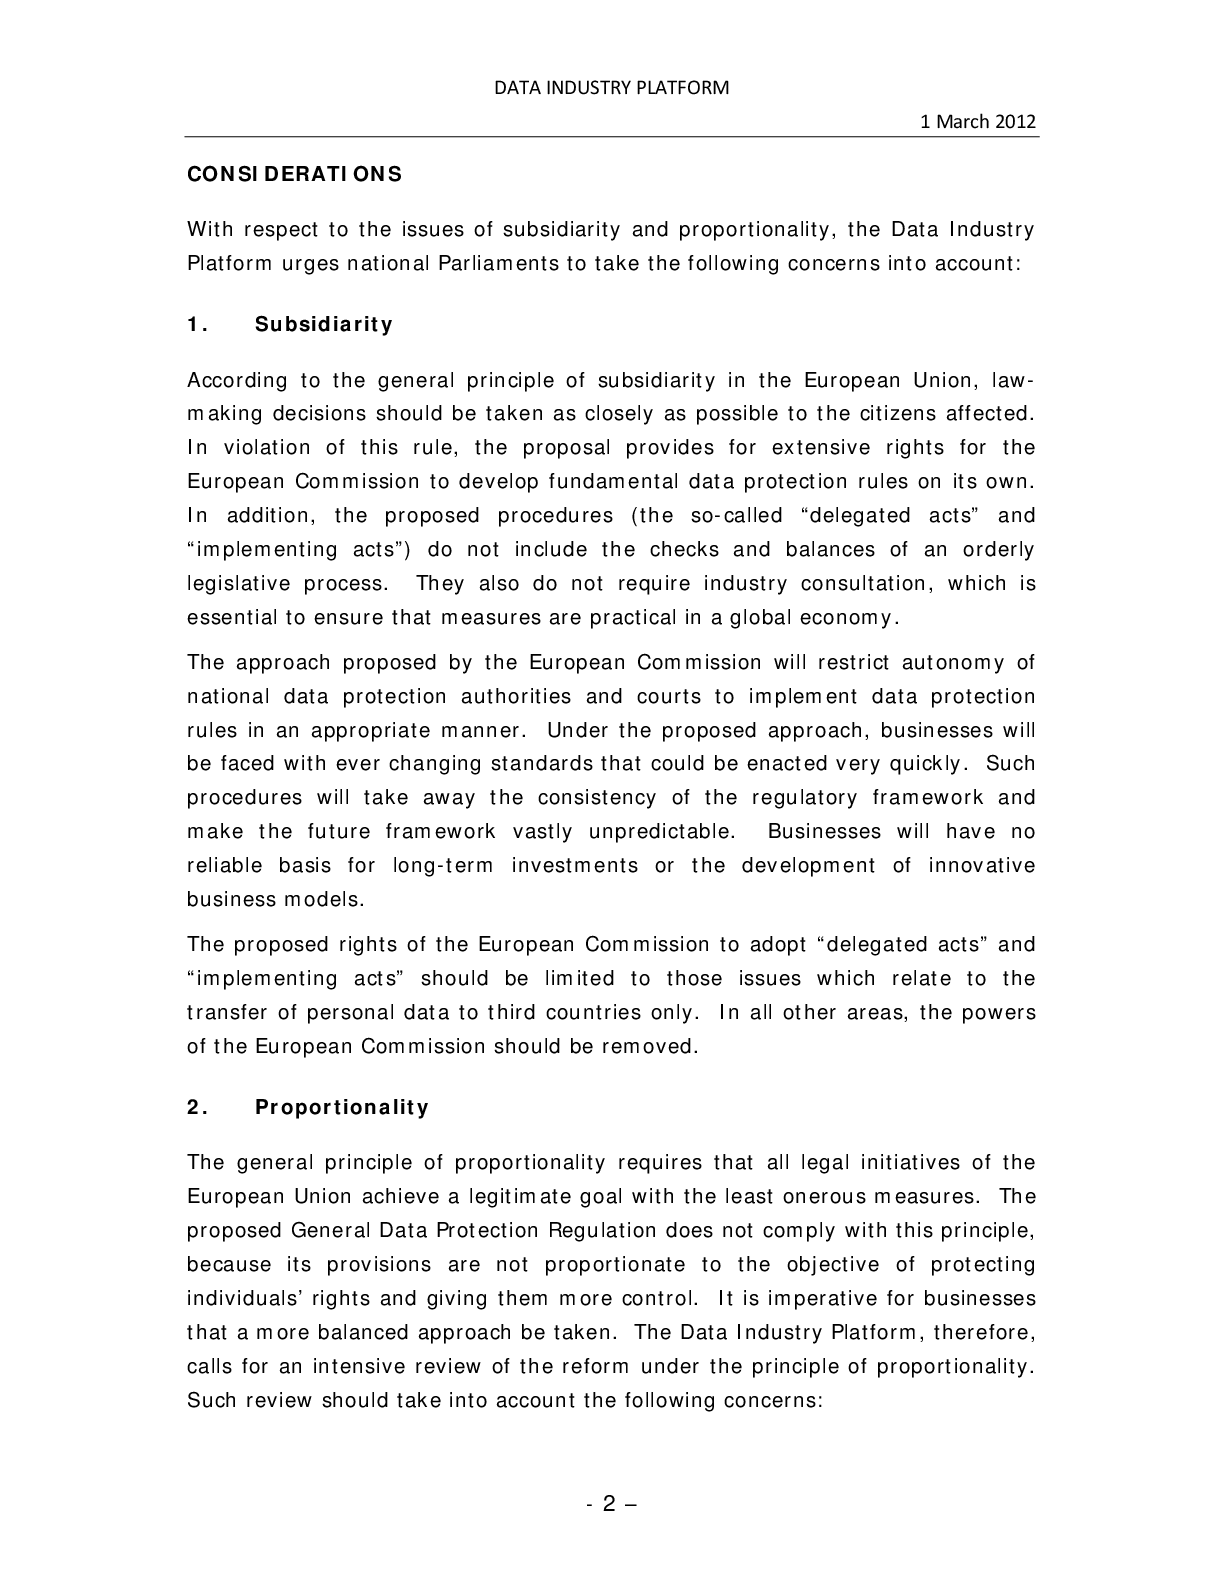 DATA INDUSTRY PLATFORM
1 March 2012
CONSIDERATIONS
With respect to the issues of subsidiarity and proportionality, the Data Industry
Platform urges national Parliaments to take the following concerns into account:
1. Subsidiarity
According to the general principle of subsidiarity in the European Union, law-
making decisions should be taken as closely as possible to the citizens affected.
In violation of this rule, the proposal provides for extensive rights for the
European Commission to develop fundamental data protection rules on its own.
In addition, the proposed procedures (the so-called “delegated acts” and
“implementing acts”) do not include the checks and balances of an orderly
legislative process. They also do not require industry consultation, which is
essential to ensure that measures are practical in a global economy.
The approach proposed by the European Commission will restrict autonomy of
national data protection authorities and courts to implement data protection
rules in an appropriate manner. Under the proposed approach, businesses will
be faced with ever changing standards that could be enacted very quickly. Such
procedures will take away the consistency of the regulatory framework and
make the future framework vastly unpredictable. Businesses will have no
reliable basis for long-term investments or the development of innovative
business models.
The proposed rights of the European Commission to adopt “delegated acts” and
“implementing acts” should be limited to those issues which relate to the
transfer of personal data to third countries only. In all other areas, the powers
of the European Commission should be removed.
2. Proportionality
The general principle of proportionality requires that all legal initiatives of the
European Union achieve a legitimate goal with the least onerous measures. The
proposed General Data Protection Regulation does not comply with this principle,
because its provisions are not proportionate to the objective of protecting
individuals’ rights and giving them more control. It is imperative for businesses
that a more balanced approach be taken. The Data Industry Platform, therefore,
calls for an intensive review of the reform under the principle of proportionality.
Such review should take into account the following concerns:
- 2 –